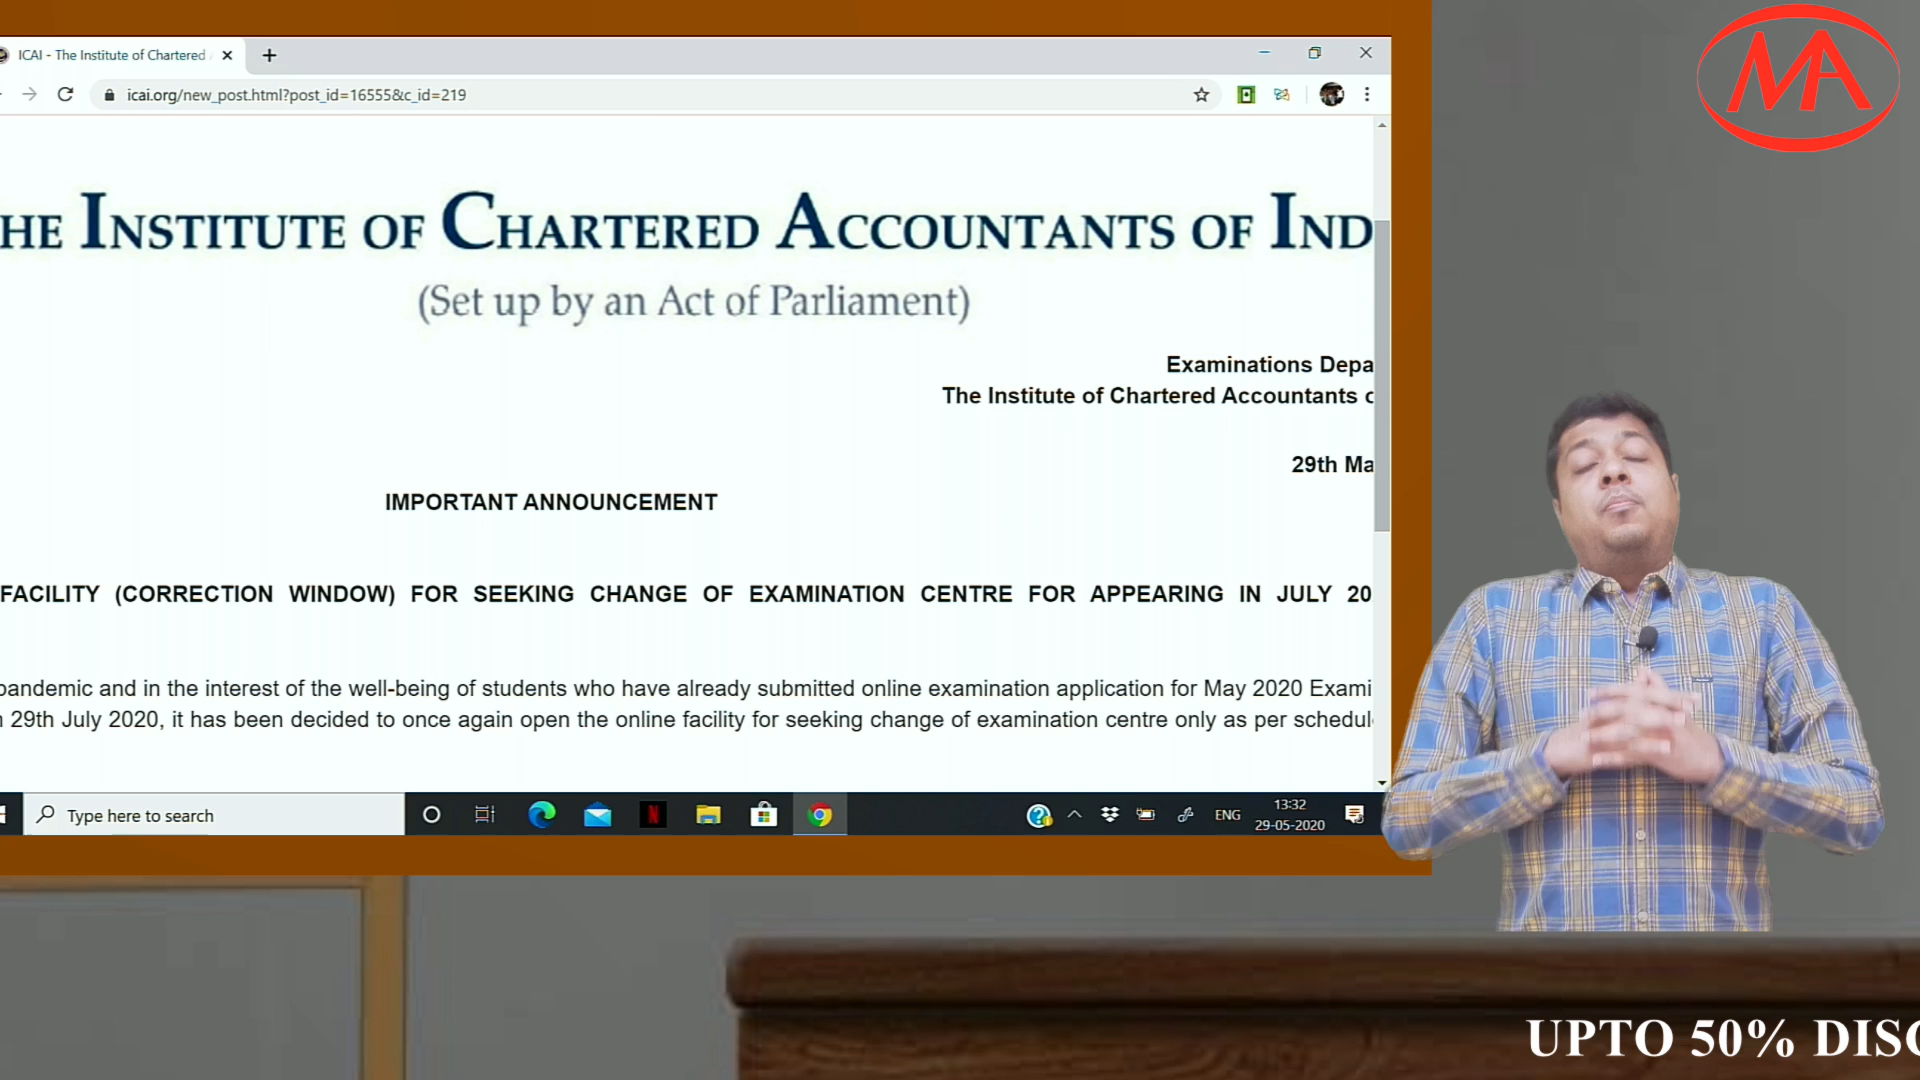 ICAI - The Institute of Chartered
icai.org/new_post.html?post_id=16555&c_id=219
MA
HE INSTITUTE OF CHARTERED ACCOUNTANTS OF IND
(Set up by an Act of Parliament)
Examinations Depa
The Institute of Chartered Accountants
29th Ma
IMPORTANT ANNOUNCEMENT
FACILITY (CORRECTION WINDOW) FOR SEEKING CHANGE OF EXAMINATION CENTRE FOR APPEARING IN JULY 20
pandemic and in the interest of the well-being of students who have already submitted online examination application for May 2020 Exami
29th July 2020, it has been decided to once again open the online facility for seeking change of examination centre only as per schedul
Type here to search
ENG
13:32
29-05-2020
UPTO 50% DISC